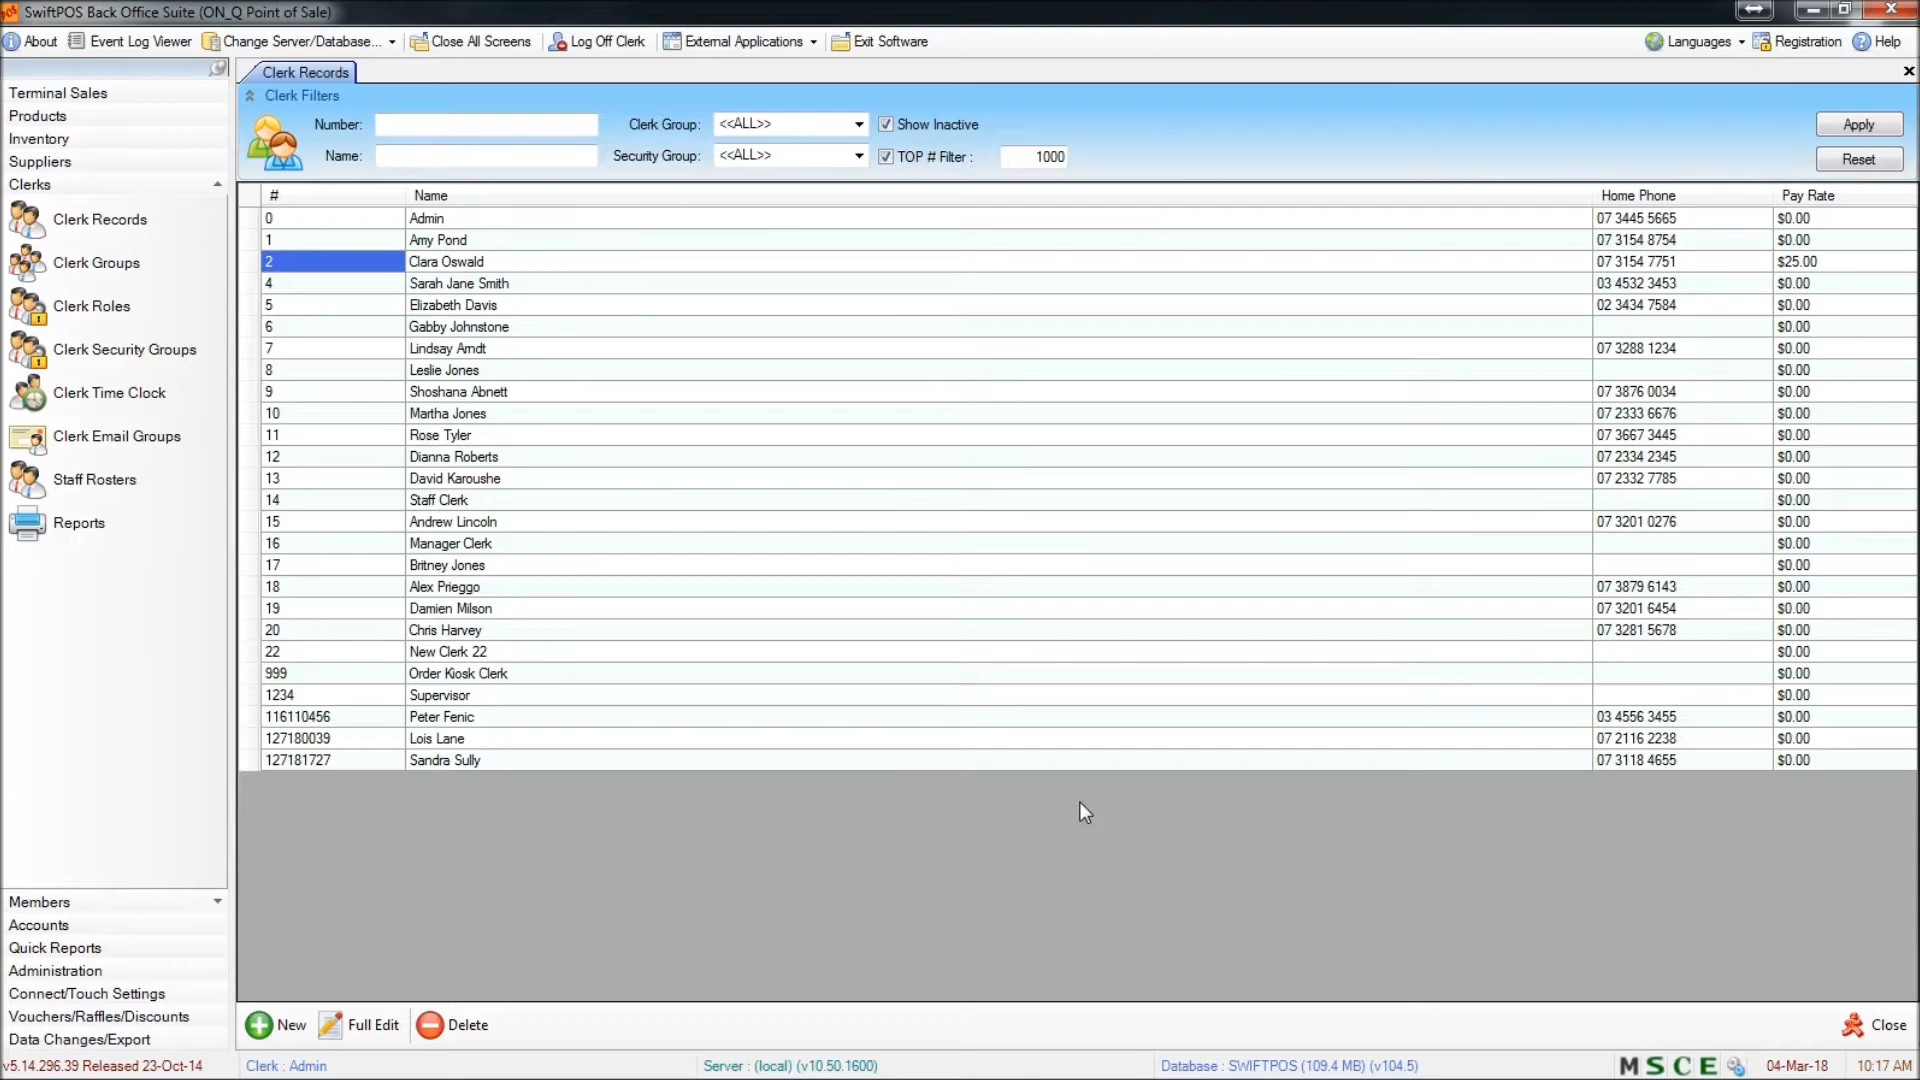 SwiftPOS Back Office Suite (ON_Q Point of Sale)
About Event Log Viewer Change Server/Database... Close All Screens Log Off Clerk External Applications Exit Software Languages Registration Help
Terminal Sales
Products
Inventory
Suppliers
Clerks
Clerk Records
Clerk Groups
Clerk Roles
Clerk Security Groups
Clerk Time Clock
Clerk Email Groups
Staff Rosters
Reports
Members
Accounts
Quick Reports
Administration
Connect/Touch Settings
Vouchers/Raffles/Discounts
Data Changes/Export
Clerk Records
Clerk Filters
Number: Clerk Group: <<ALL>> Show Inactive Apply
Name: Security Group: <<ALL>> TOP # Filter : 1000 Reset
# Name Home Phone Pay Rate
0 Admin 07 3445 5665 $0.00
1 Amy Pond 07 3154 8754 $0.00
2 Clara Oswald 07 3154 7751 $25.00
4 Sarah Jane Smith 03 4532 3453 $0.00
5 Elizabeth Davis 02 3434 7584 $0.00
6 Gabby Johnstone $0.00
7 Lindsay Arndt 07 3288 1234 $0.00
8 Leslie Jones $0.00
9 Shoshana Abnett 07 3876 0034 $0.00
10 Martha Jones 07 2333 6676 $0.00
11 Rose Tyler 07 3667 3445 $0.00
12 Dianna Roberts 07 2334 2345 $0.00
13 David Karoushe 07 2332 7785 $0.00
14 Staff Clerk $0.00
15 Andrew Lincoln 07 3201 0276 $0.00
16 Manager Clerk $0.00
17 Britney Jones $0.00
18 Alex Prieggo 07 3879 6143 $0.00
19 Damien Milson 07 3201 6454 $0.00
20 Chris Harvey 07 3281 5678 $0.00
22 New Clerk 22 $0.00
999 Order Kiosk Clerk $0.00
1234 Supervisor $0.00
116110456 Peter Fenic 03 4556 3455 $0.00
127180039 Lois Lane 07 2116 2238 $0.00
127181727 Sandra Sully 07 3118 4655 $0.00
New Full Edit Delete Close
v5.14.296.39 Released 23-Oct-14 Clerk : Admin Server : (local) (v10.50.1600) Database : SWIFTPOS (109.4 MB) (v104.5) M S C E 04-Mar-18 10:17 AM